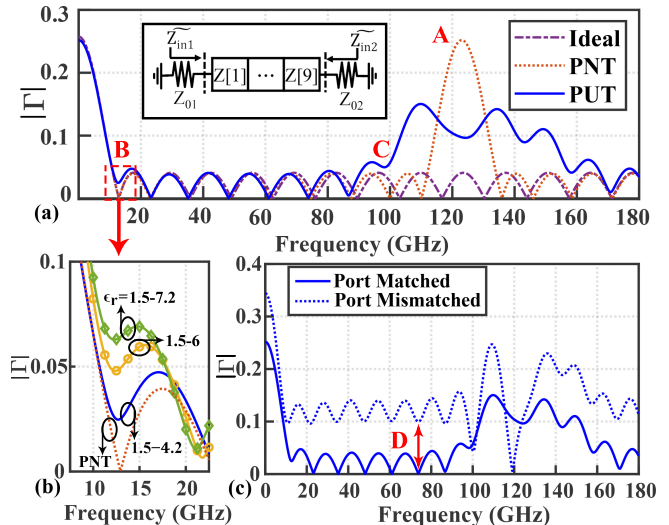 0.3
0.2
0.1
0
|Γ|
Z̃in1
Z̃in2
Z[1]
⋯
Z[9]
Z01
Z02
A
B
C
Ideal
PNT
PUT
20 40 60 80 100 120 140 160 180
(a)
Frequency (GHz)
0.1
0.05
0
|Γ|
ϵr=1.5-7.2
1.5-6
1.5-4.2
PNT
10 15 20
(b)
Frequency (GHz)
0.4
0.3
0.2
0.1
0
|Γ|
Port Matched
Port Mismatched
D
0 20 40 60 80 100 120 140 160 180
(c)
Frequency (GHz)